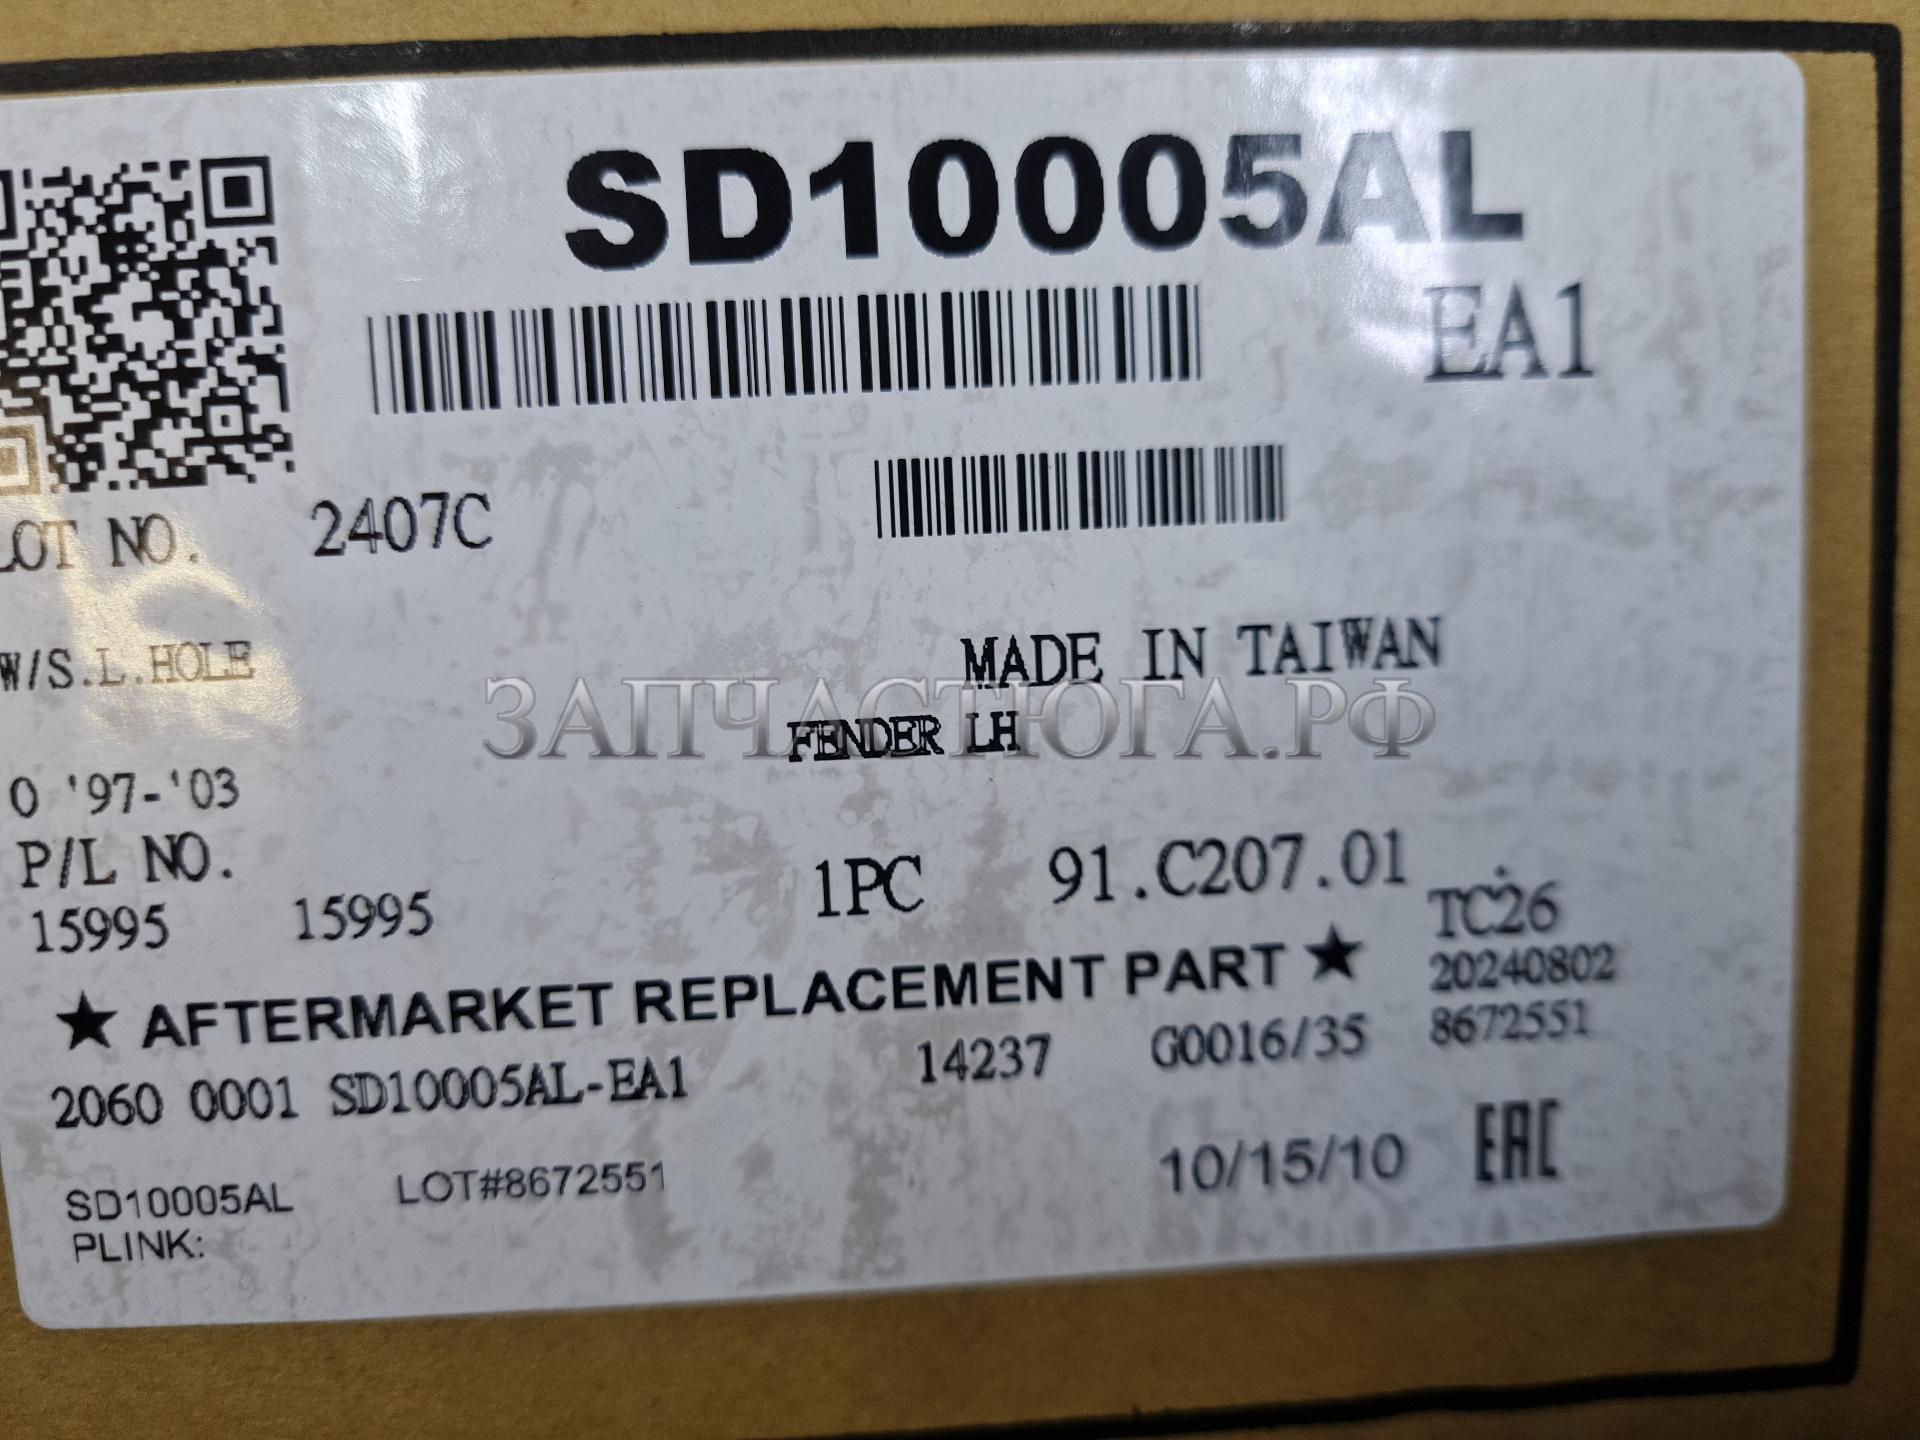 SD10005AL
EA1
LOT NO. 2407C
W/S.L.HOLE
MADE IN TAIWAN
ЗАПЧАСТЮГА.РФ
FENDER LH
O '97-'03
P/L NO.
1PC 91.C207.01
15995 15995
TC26
★ AFTERMARKET REPLACEMENT PART ★
20240802
2060 0001 SD10005AL-EA1 14237 G0016/35
8672551
SD10005AL LOT#8672551 10/15/10 EAC
PLINK: